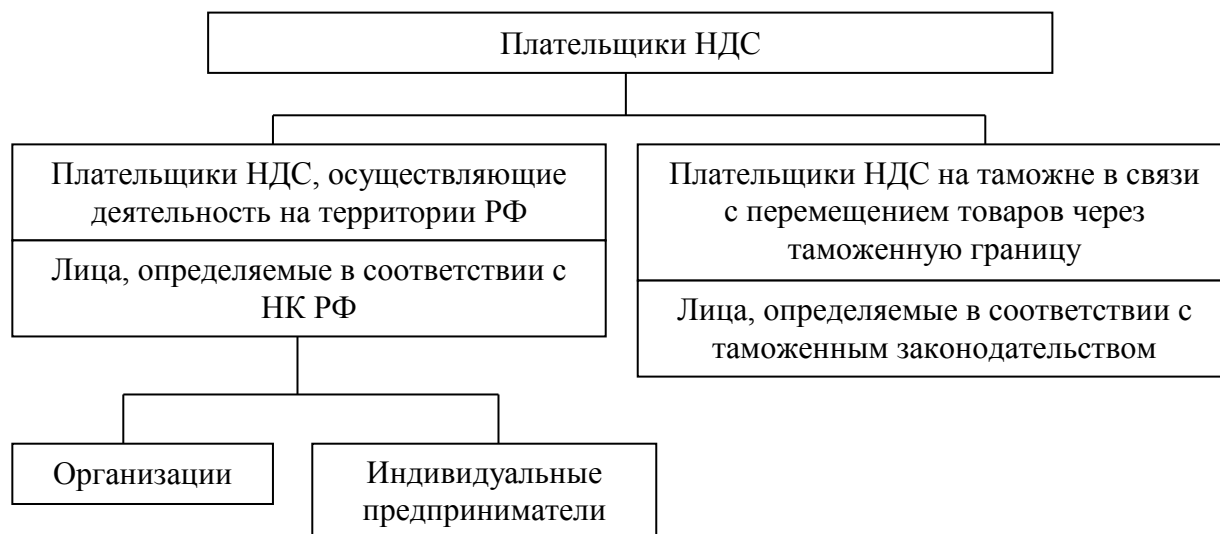 Плательщики НДС
Плательщики НДС, осуществляющие
деятельность на территории РФ
Лица, определяемые в соответствии с
НК РФ
Плательщики НДС на таможне в связи
с перемещением товаров через
таможенную границу
Лица, определяемые в соответствии с
таможенным законодательством
Организации
Индивидуальные
предприниматели